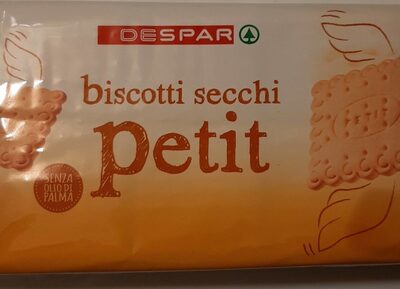 DESPAR
biscotti secchi
petit
SENZA
OLIO DI
PALMA
PETIT